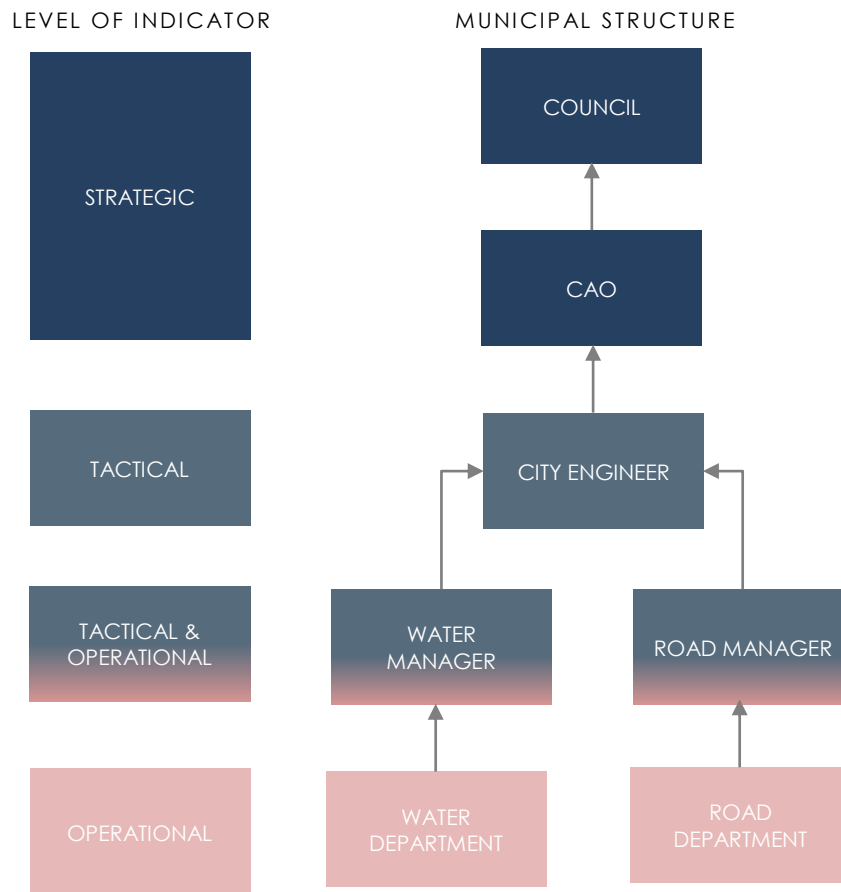 LEVEL OF INDICATOR
MUNICIPAL STRUCTURE
STRATEGIC
COUNCIL
CAO
TACTICAL
CITY ENGINEER
TACTICAL &
OPERATIONAL
WATER
MANAGER
ROAD MANAGER
OPERATIONAL
WATER
DEPARTMENT
ROAD
DEPARTMENT